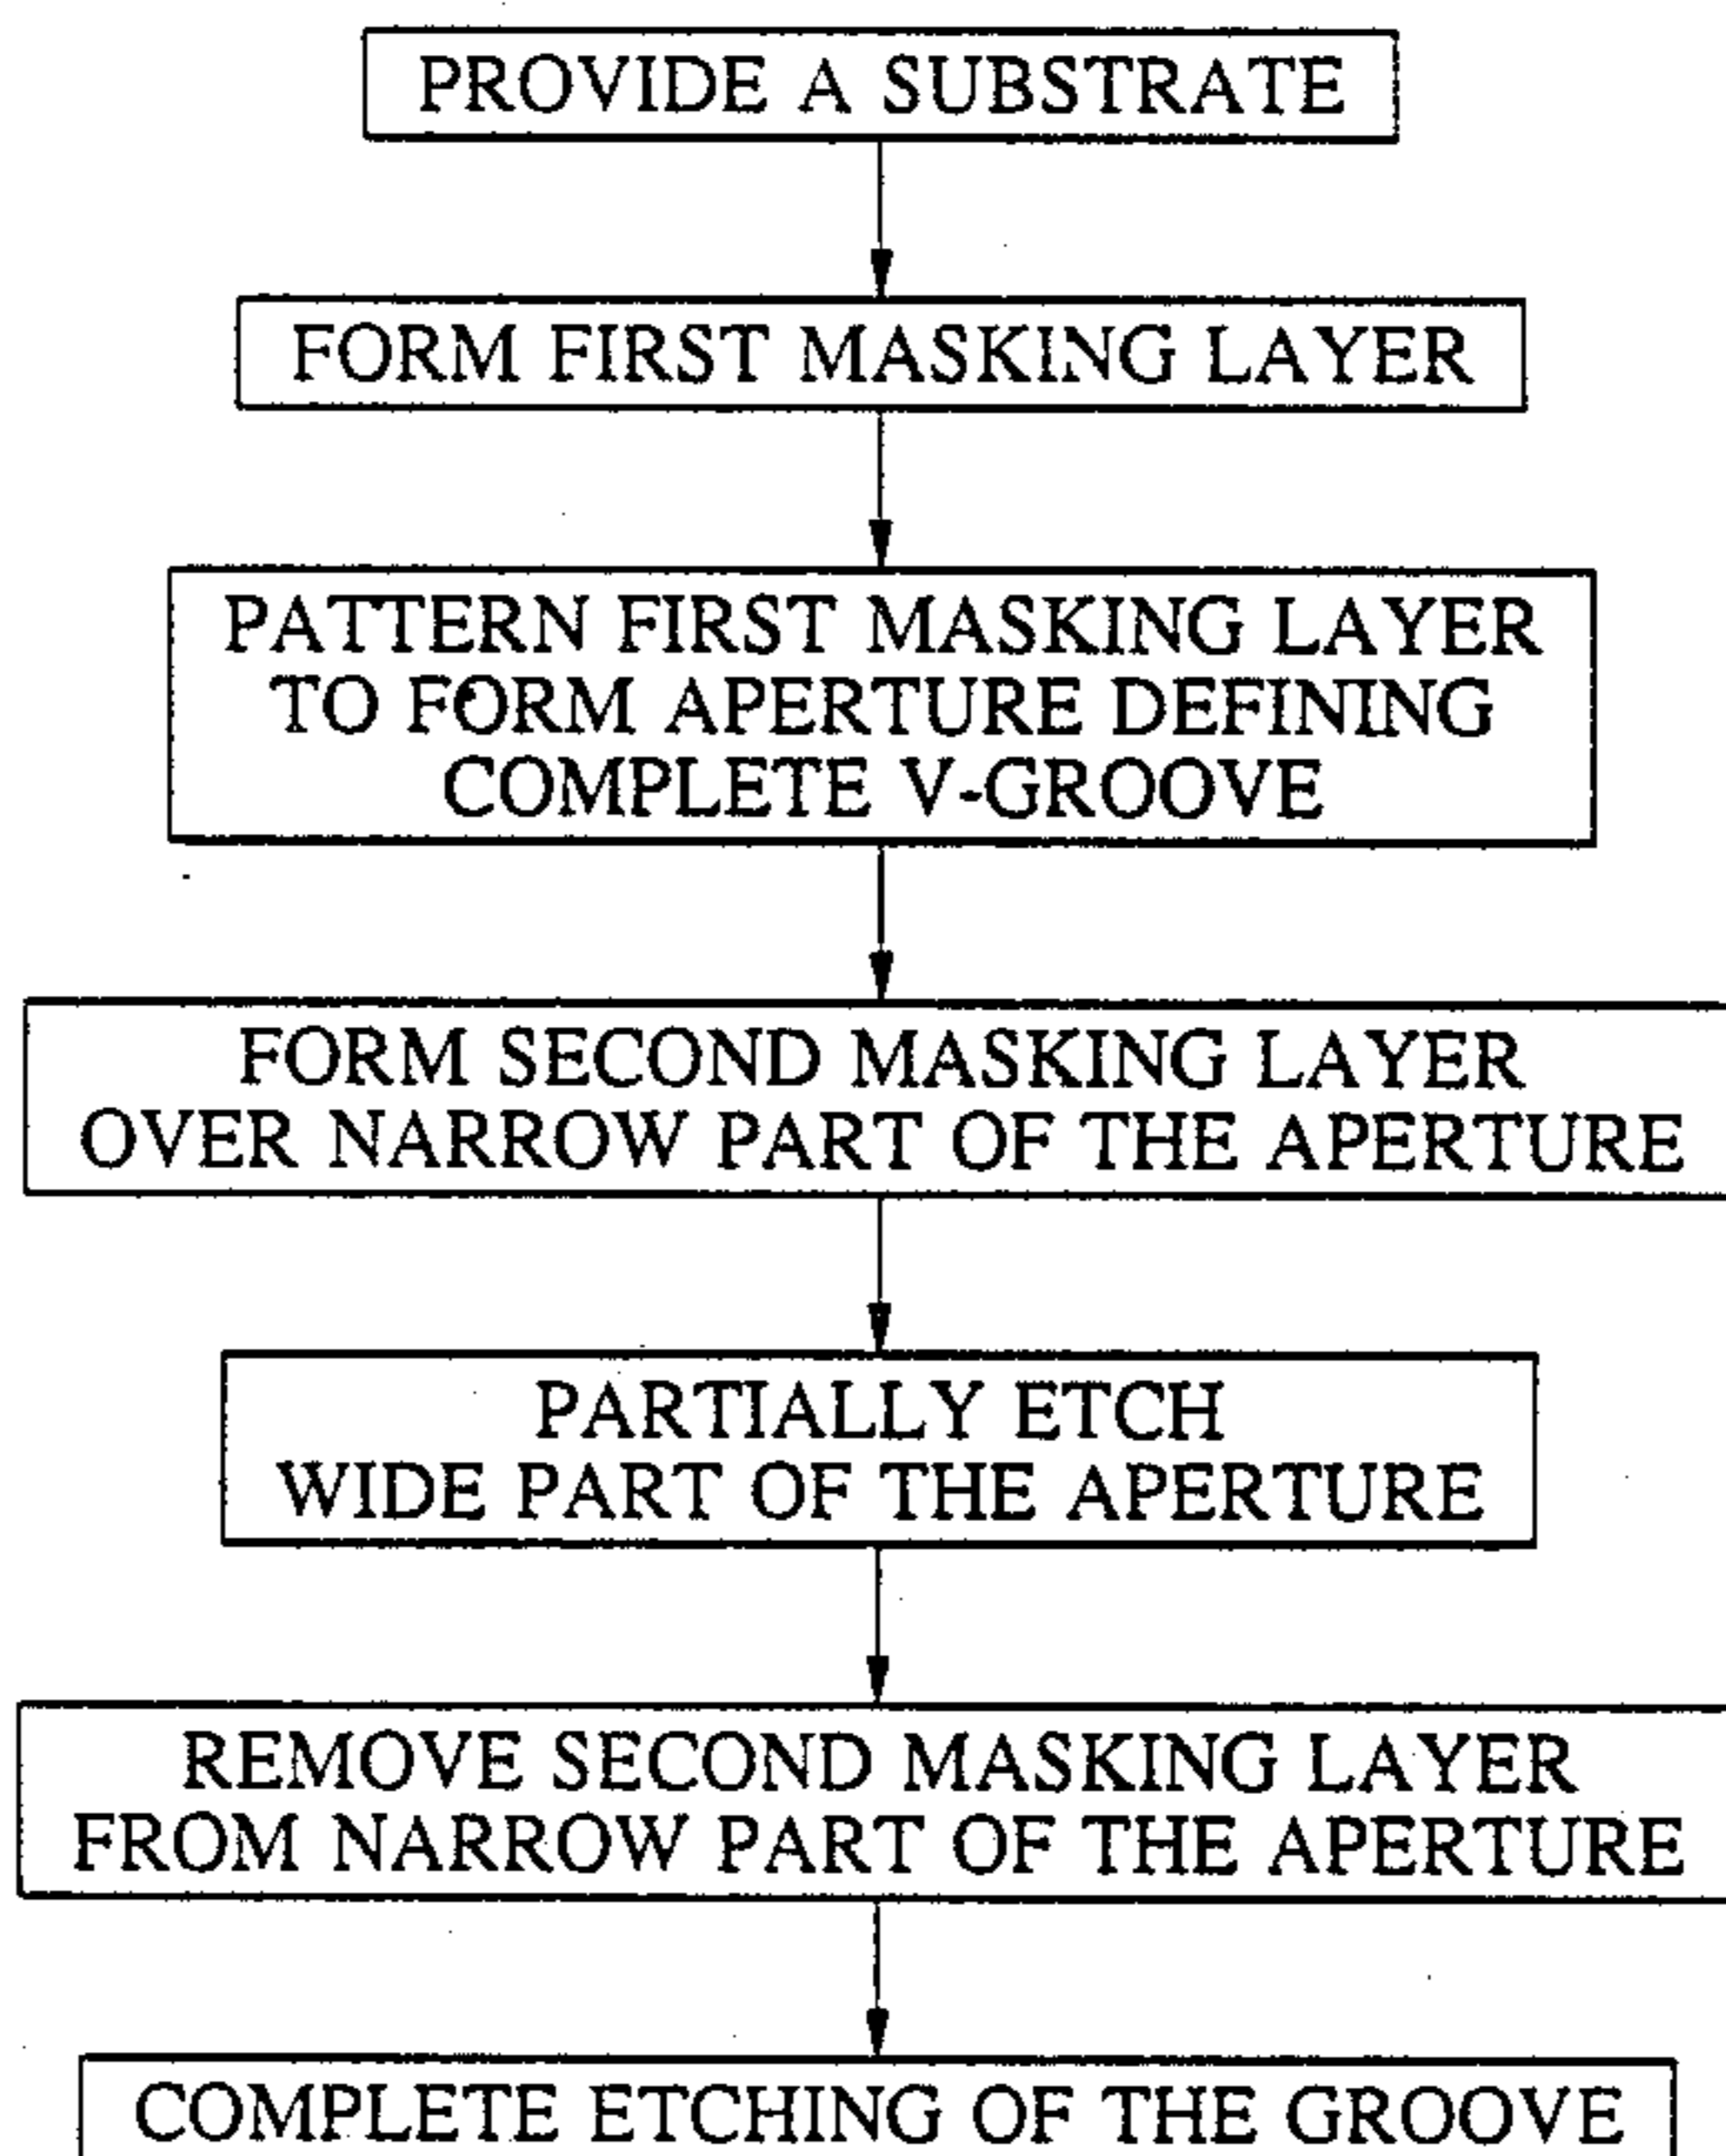 PROVIDE A SUBSTRATE
FORM FIRST MASKING LAYER
PATTERN FIRST MASKING LAYER
TO FORM APERTURE DEFINING
COMPLETE V-GROOVE
FORM SECOND MASKING LAYER
OVER NARROW PART OF THE APERTURE
PARTIALLY ETCH
WIDE PART OF THE APERTURE
REMOVE SECOND MASKING LAYER
FROM NARROW PART OF THE APERTURE
COMPLETE ETCHING OF THE GROOVE